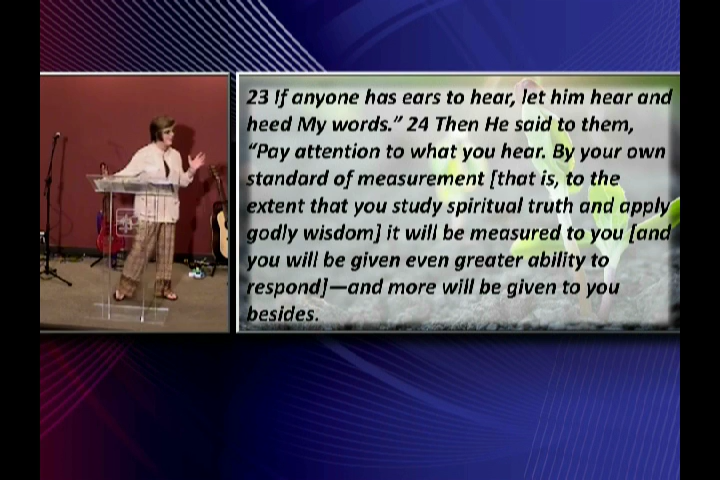 23 If anyone has ears to hear, let him hear and
heed My words.” 24 Then He said to them,
“Pay attention to what you hear. By your own
standard of measurement [that is, to the
extent that you study spiritual truth and apply
godly wisdom] it will be measured to you [and
you will be given even greater ability to
respond]—and more will be given to you
besides.